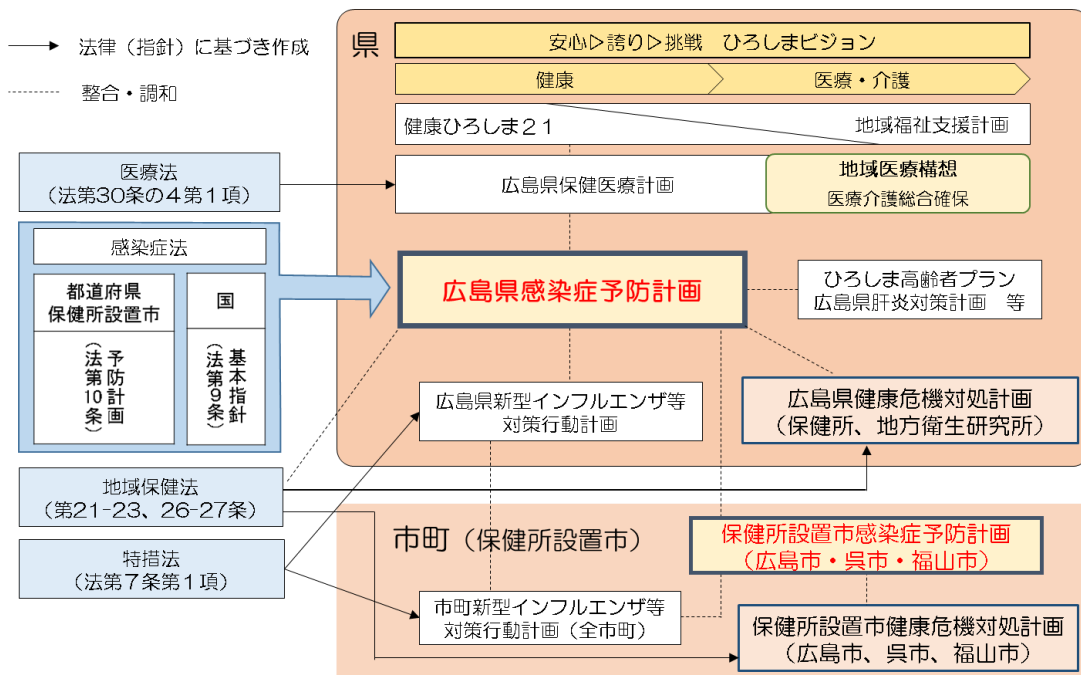 法律（指針）に基づき作成
整合・調和
県
安心▷誇り▷挑戦　ひろしまビジョン
健康
医療・介護
健康ひろしま２１
地域福祉支援計画
医療法
（法第30条の４第１項）
広島県保健医療計画
地域医療構想
医療介護総合確保
感染症法
都道府県
保健所設置市
予防計画
（法第10条）
国
基本指針
（法第９条）
広島県感染症予防計画
ひろしま高齢者プラン
広島県肝炎対策計画　等
広島県新型インフルエンザ等
対策行動計画
広島県健康危機対処計画
（保健所、地方衛生研究所）
地域保健法
（第21-23、26-27条）
特措法
（法第７条第１項）
市町（保健所設置市）
保健所設置市感染症予防計画
（広島市・呉市・福山市）
市町新型インフルエンザ等
対策行動計画（全市町）
保健所設置市健康危機対処計画
（広島市、呉市、福山市）